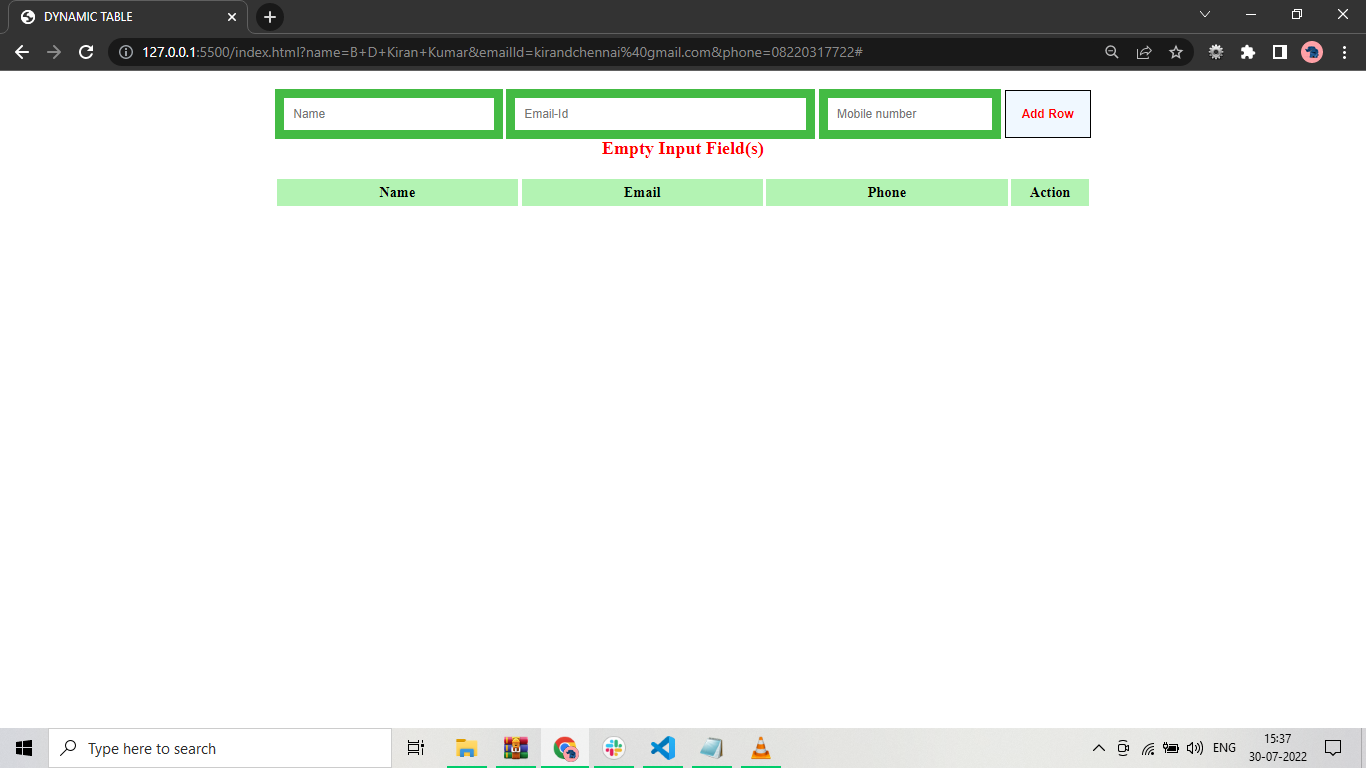 DYNAMIC TABLE
127.0.0.1:5500/index.html?name=B+D+Kiran+Kumar&emailId=kirandchennai%40gmail.com&phone=08220317722#
Name Email-Id Mobile number Add Row
Empty Input Field(s)
Name Email Phone Action
Type here to search ENG 15:37
30-07-2022